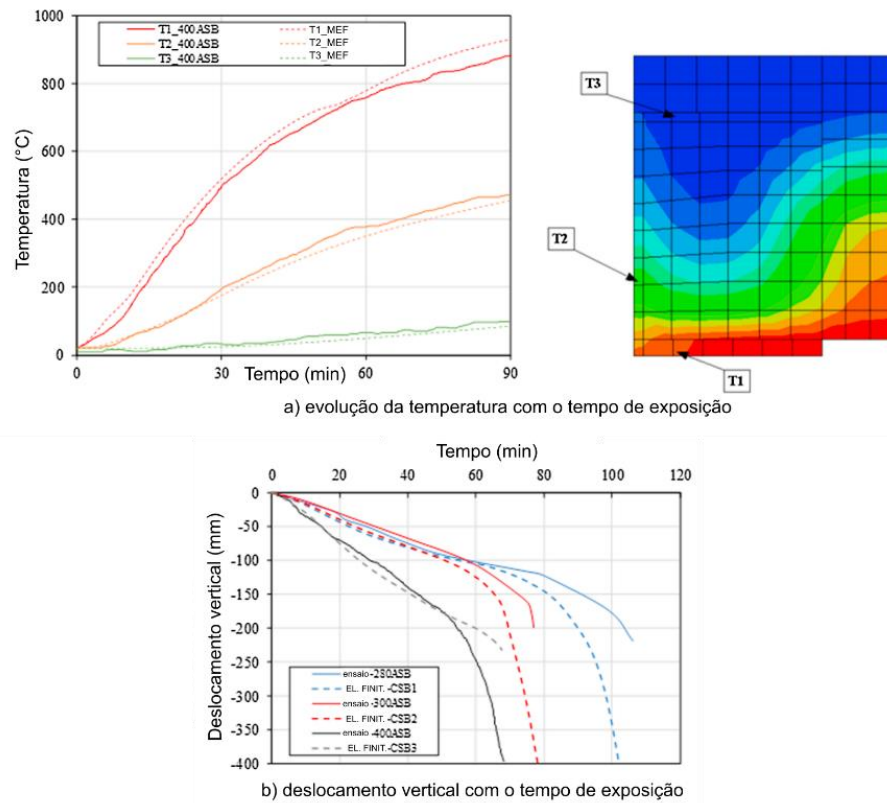 1000
800
600
400
200
0
Temperatura (°C)
T1_400ASB T1_MEF
T2_400ASB T2_MEF
T3_400ASB T3_MEF
0 30 60 90
Tempo (min)
T3
T2
T1
a) evolução da temperatura com o tempo de exposição
Tempo (min)
0 20 40 60 80 100 120
-0
-50
-100
-150
-200
-250
-300
-350
-400
Deslocamento vertical (mm)
ensaio-280ASB
EL. FINIT.-CSB1
ensaio-300ASB
EL. FINIT.-CSB2
ensaio-400ASB
EL. FINIT.-CSB3
b) deslocamento vertical com o tempo de exposição